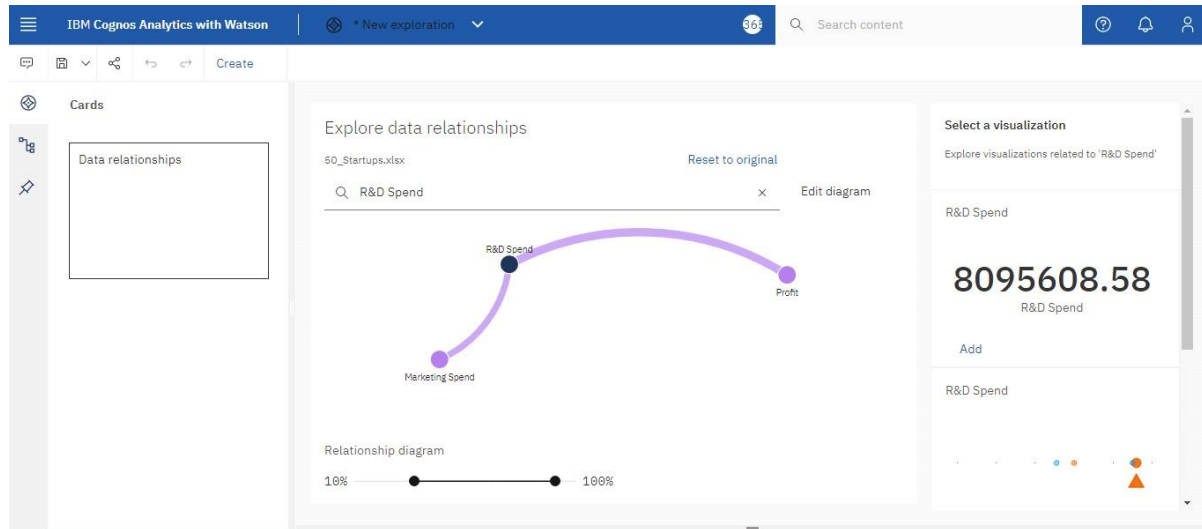 IBM Cognos Analytics with Watson
* New exploration
365
Search content
Create
Cards
Data relationships
Explore data relationships
50_Startups.xlsx
Reset to original
R&D Spend
Edit diagram
R&D Spend
Profit
Marketing Spend
Relationship diagram
10%
100%
Select a visualization
Explore visualizations related to 'R&D Spend'
R&D Spend
8095608.58
R&D Spend
Add
R&D Spend